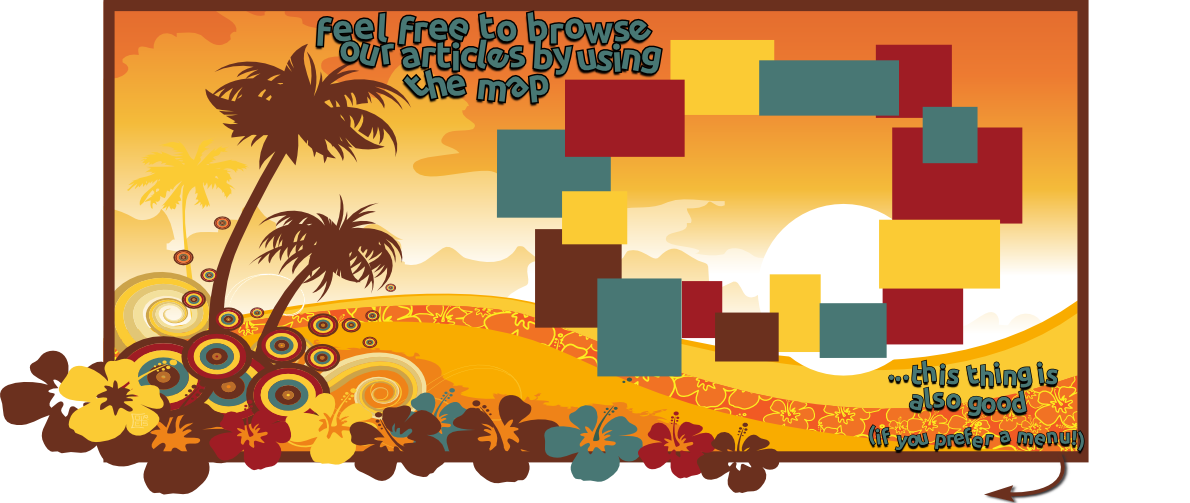 feel free to browse
our articles by using
the map
...this thing is
also good
(if you prefer a menu!)